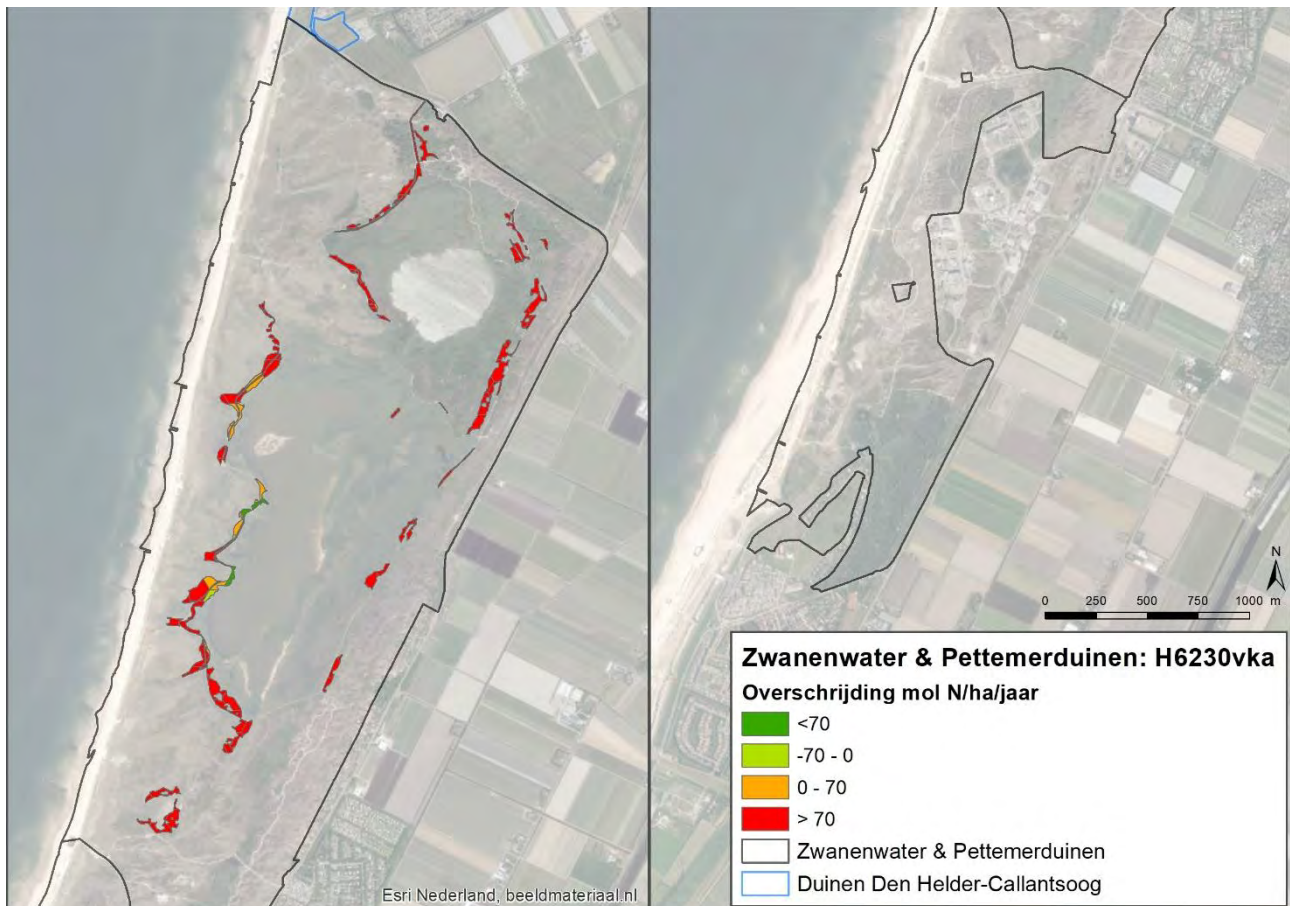 N
0 250 500 750 1000 m
Zwanenwater & Pettemerduinen: H6230vka
Overschrijding mol N/ha/jaar
<70
-70 - 0
0 - 70
> 70
Zwanenwater & Pettemerduinen
Duinen Den Helder-Callantsoog
Esri Nederland, beeldmateriaal.nl